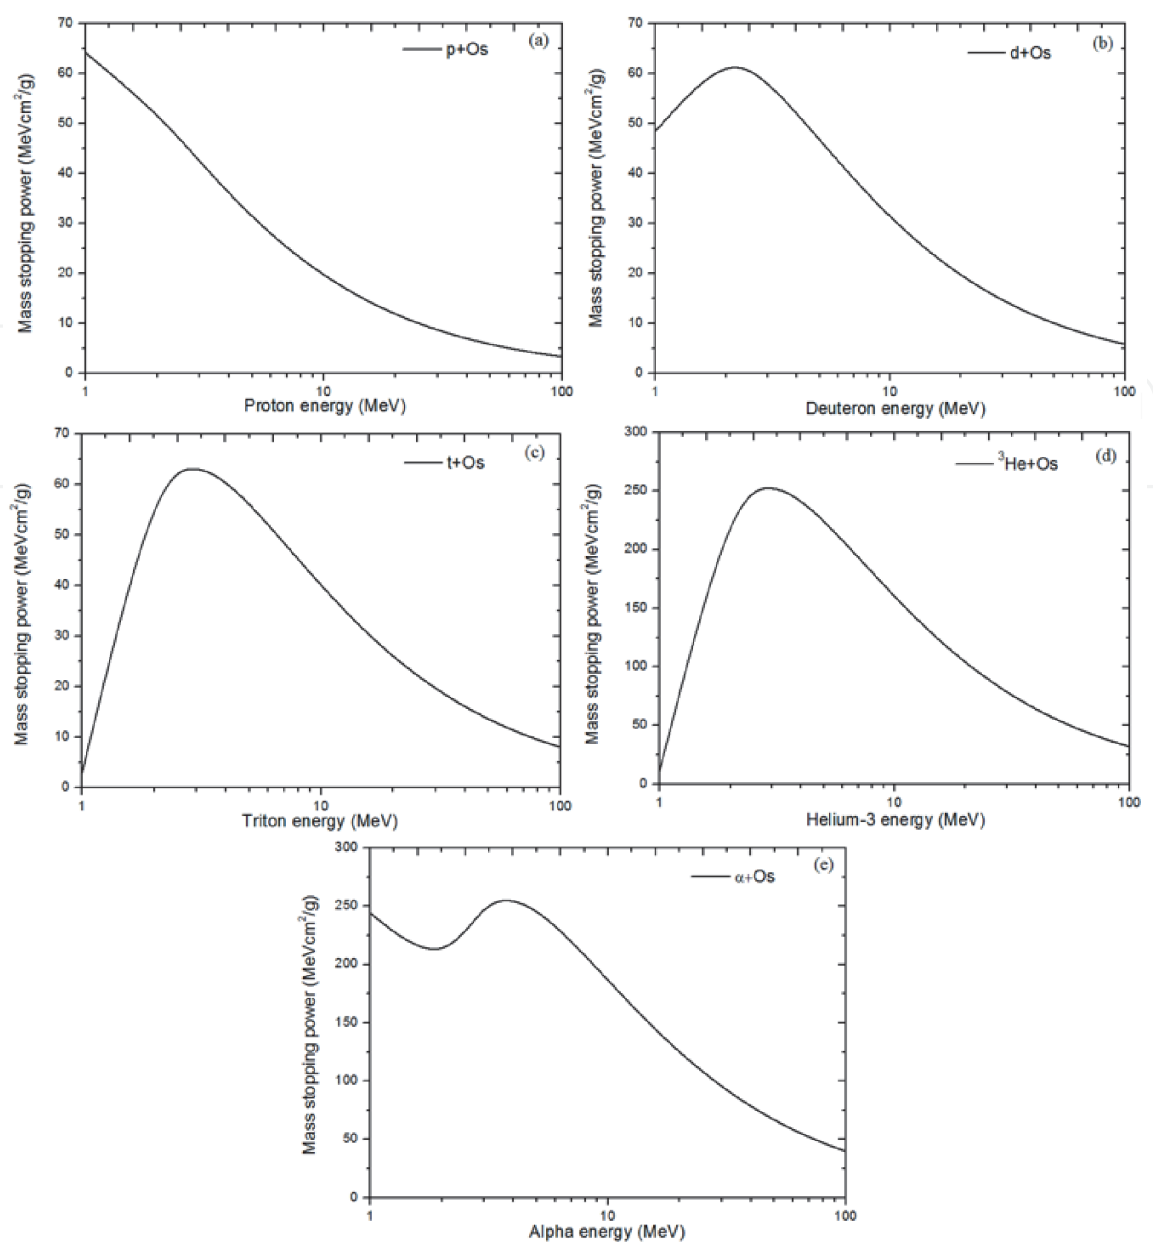 (a)
p+Os
Mass stopping power (MeVcm²/g)
70
60
50
40
30
20
10
0
1
10
100
Proton energy (MeV)
(b)
d+Os
Mass stopping power (MeVcm²/g)
70
60
50
40
30
20
10
0
1
10
100
Deuteron energy (MeV)
(c)
t+Os
Mass stopping power (MeVcm²/g)
70
60
50
40
30
20
10
0
1
10
100
Triton energy (MeV)
(d)
³He+Os
Mass stopping power (MeVcm²/g)
300
250
200
150
100
50
0
1
10
100
Helium-3 energy (MeV)
(e)
α+Os
Mass stopping power (MeVcm²/g)
300
250
200
150
100
50
0
1
10
100
Alpha energy (MeV)